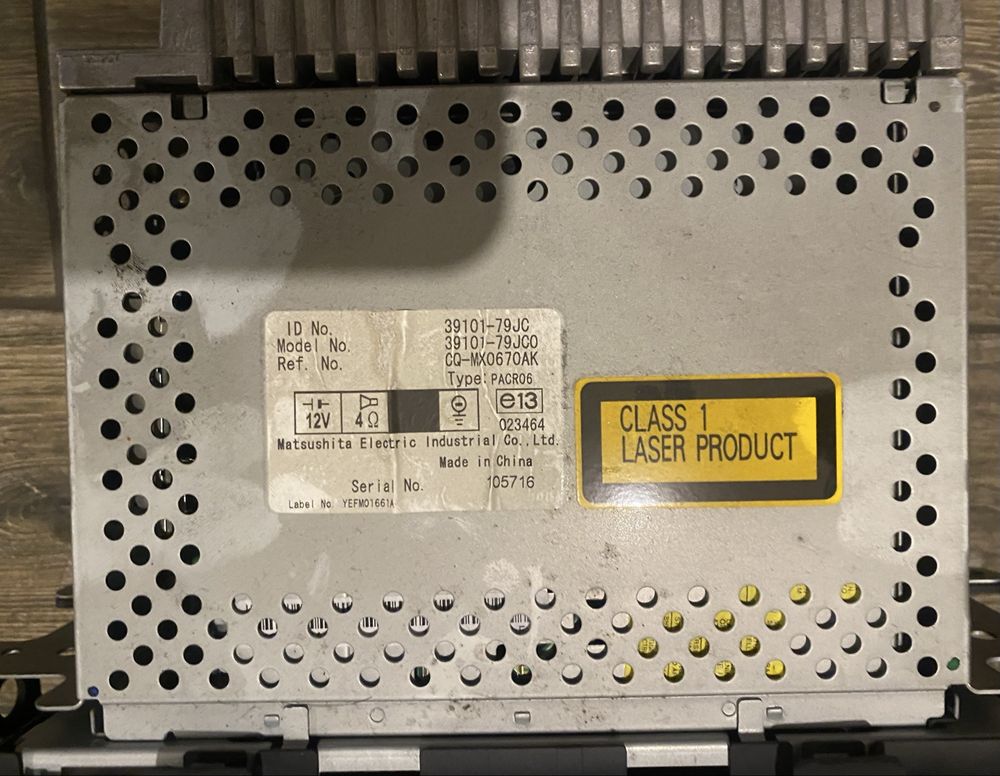 ID No. 39101-79JC
Model No. 39101-79JC0
Ref. No. CQ-MX0670AK
Type: PACR06
12V 4Ω e13
023464
Matsushita Electric Industrial Co., Ltd.
Made in China
Serial No. 105716
Label No YEFM01661A
CLASS 1
LASER PRODUCT